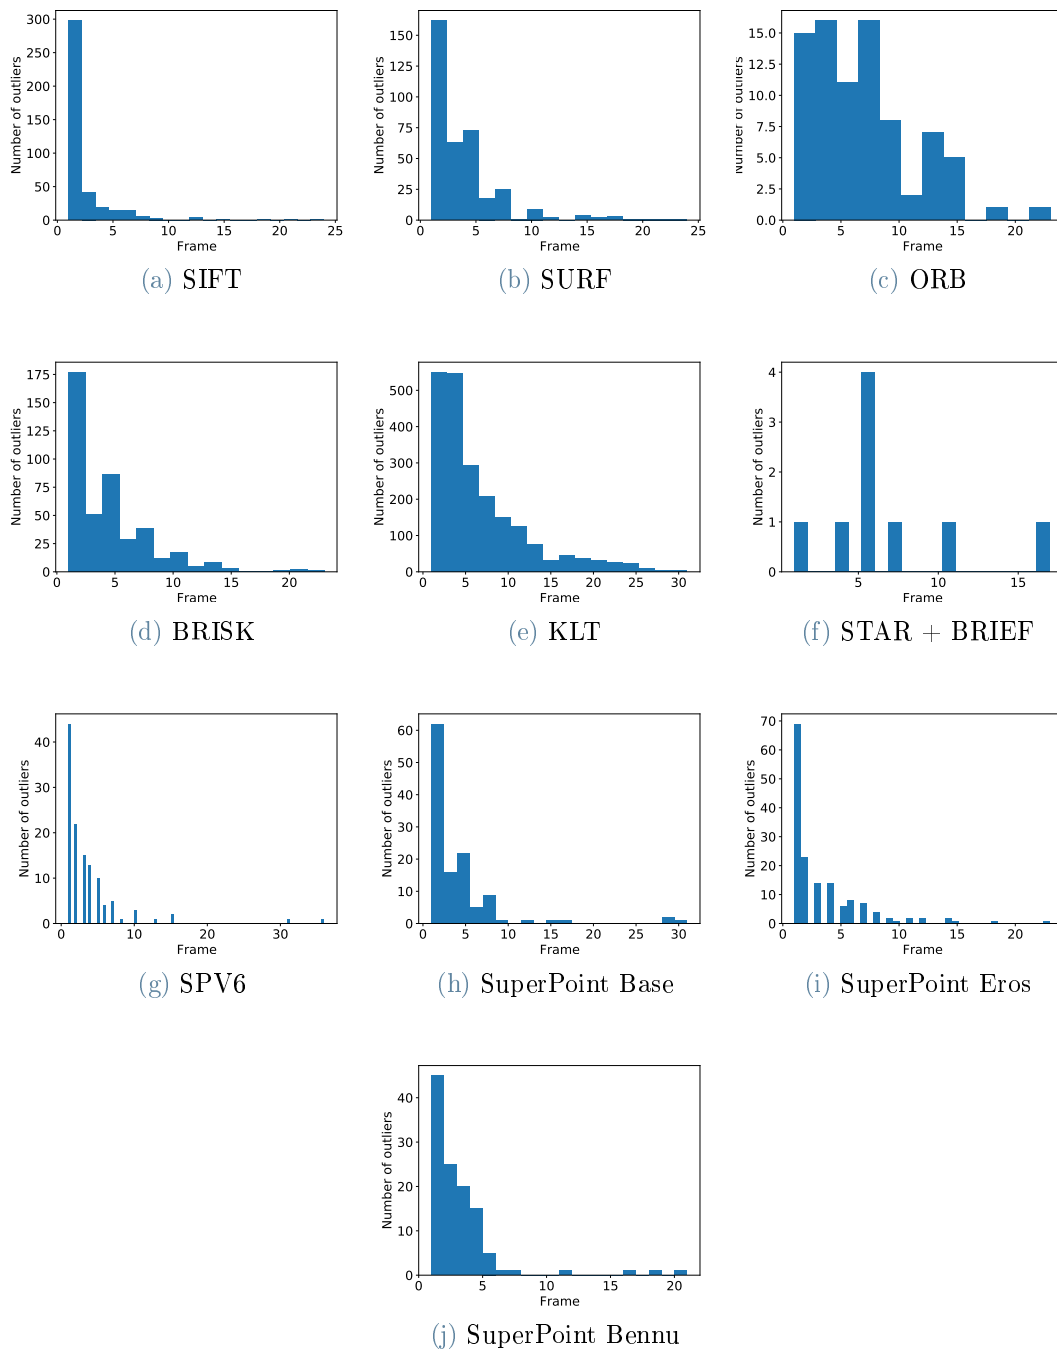 300
250
200
150
100
50
0
Number of outliers
0 5 10 15 20 25
Frame
(a) SIFT
150
125
100
75
50
25
0
Number of outliers
0 5 10 15 20 25
Frame
(b) SURF
15.0
12.5
10.0
7.5
5.0
2.5
0.0
Number of outliers
0 5 10 15 20
Frame
(c) ORB
175
150
125
100
75
50
25
0
Number of outliers
0 5 10 15 20
Frame
(d) BRISK
500
400
300
200
100
0
Number of outliers
0 5 10 15 20 25 30
Frame
(e) KLT
4
3
2
1
0
Number of outliers
5 10 15
Frame
(f) STAR + BRIEF
40
30
20
10
0
Number of outliers
0 10 20 30
Frame
(g) SPV6
60
50
40
30
20
10
0
Number of outliers
0 5 10 15 20 25 30
Frame
(h) SuperPoint Base
70
60
50
40
30
20
10
0
Number of outliers
0 5 10 15 20
Frame
(i) SuperPoint Eros
40
30
20
10
0
Number of outliers
0 5 10 15 20
Frame
(j) SuperPoint Bennu